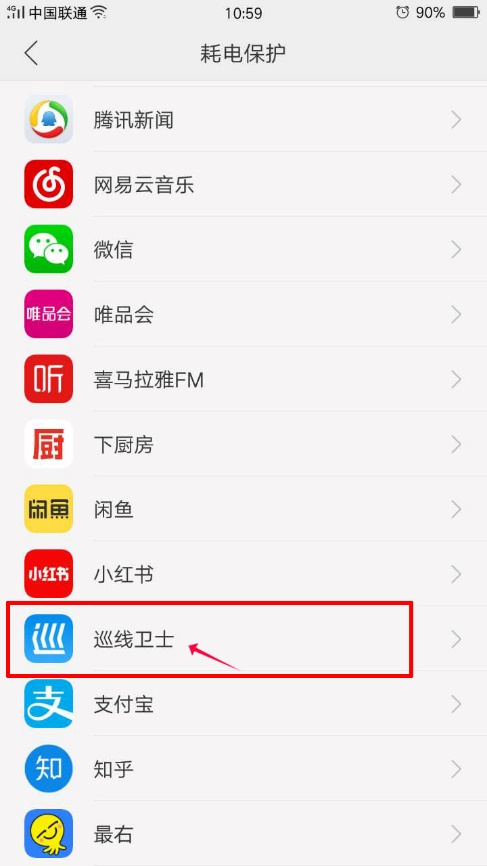 4G 中国联通 10:59 90%
耗电保护
腾讯新闻
网易云音乐
微信
唯品会 唯品会
听 喜马拉雅FM
厨 下厨房
闲鱼 闲鱼
小红书 小红书
巡线卫士
支 支付宝
知 知乎
最右